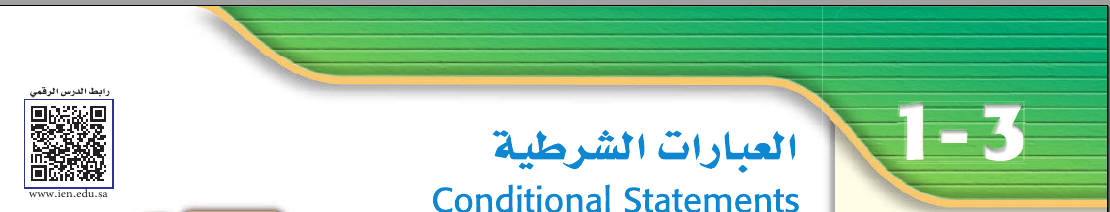 1-3
العبارات الشرطية
Conditional Statements
رابط الدرس الرقمي
www.ien.edu.sa